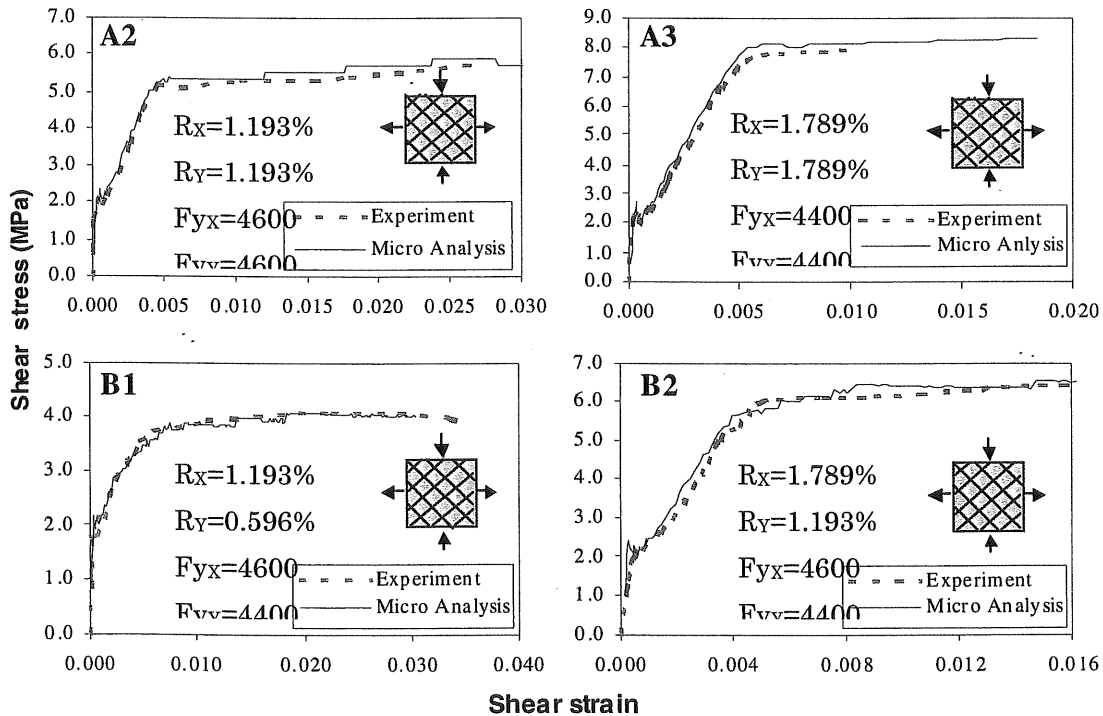 Shear stress (MPa)
A2
7.0
6.0
5.0
4.0
3.0
2.0
1.0
0.0
RX=1.193%
RY=1.193%
FyX=4600
FyY=4600
Experiment
Micro Analysis
0.000 0.005 0.010 0.015 0.020 0.025 0.030
A3
9.0
8.0
7.0
6.0
5.0
4.0
3.0
2.0
1.0
0.0
RX=1.789%
RY=1.789%
FyX=4400
FyY=4400
Experiment
Micro Anlysis
0.000 0.005 0.010 0.015 0.020
B1
5.0
4.0
3.0
2.0
1.0
0.0
RX=1.193%
RY=0.596%
FyX=4600
FyY=4400
Experiment
Micro Analysis
0.000 0.010 0.020 0.030 0.040
B2
7.0
6.0
5.0
4.0
3.0
2.0
1.0
0.0
RX=1.789%
RY=1.193%
FyX=4600
FyY=4400
Experiment
Micro Analysis
0.000 0.004 0.008 0.012 0.016
Shear strain